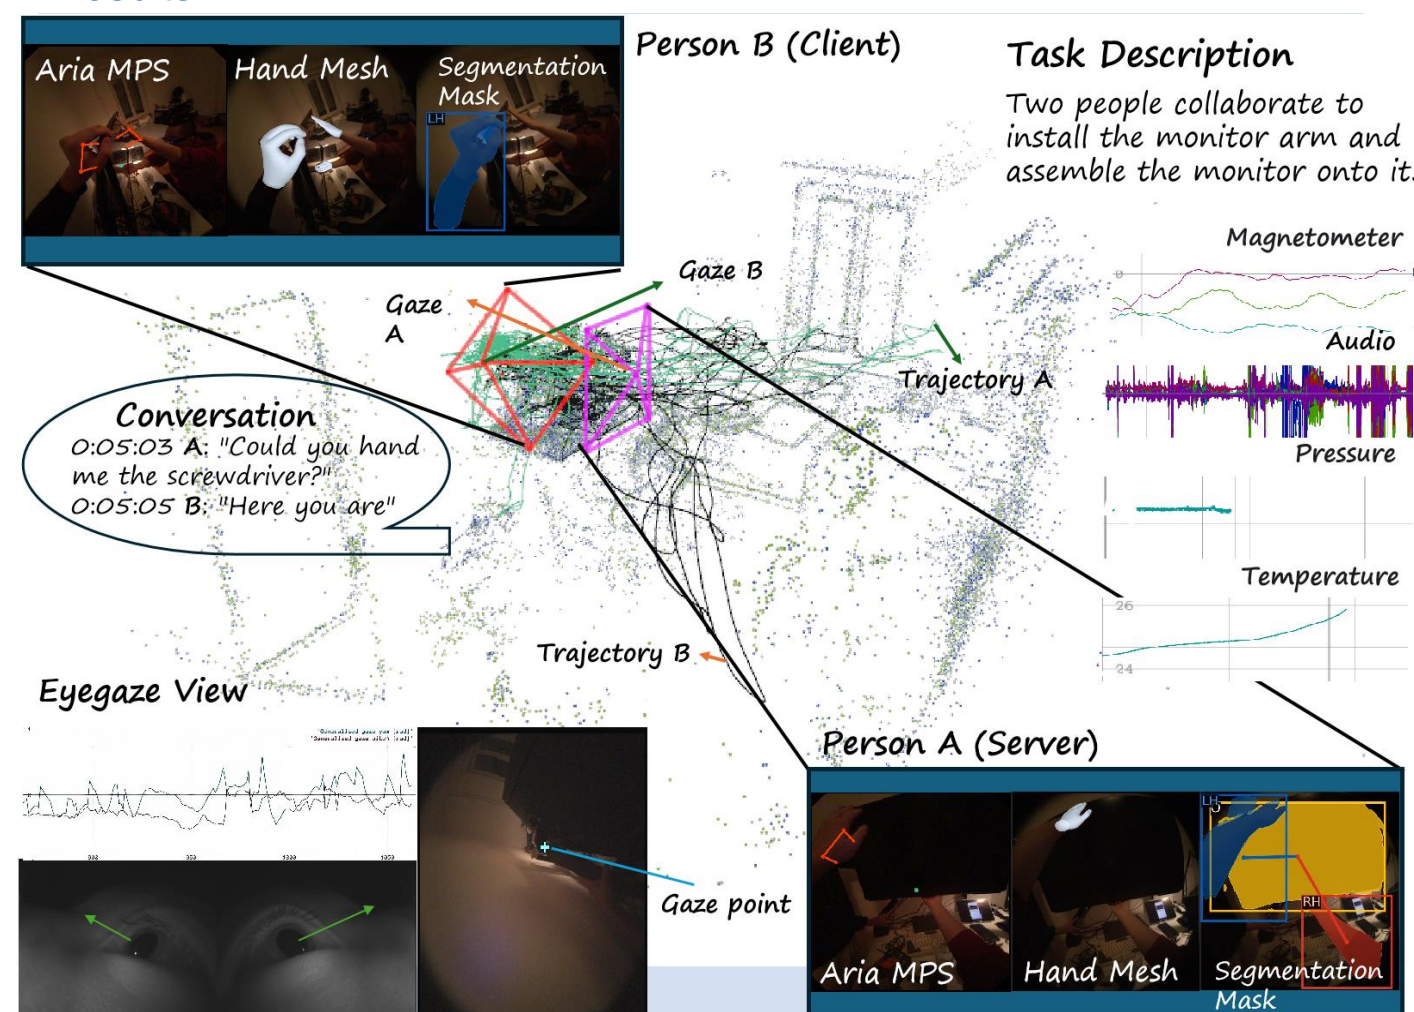 Person B (Client)
Aria MPS
Hand Mesh
Segmentation
Mask
LH
Task Description
Two people collaborate to
install the monitor arm and
assemble the monitor onto it.
Magnetometer
0
Audio
Pressure
Temperature
26
24
Gaze B
Gaze
A
Trajectory A
Conversation
0:05:03 A: "Could you hand
me the screwdriver?"
0:05:05 B: "Here you are"
Trajectory B
Eyegaze View
Gaze point
Person A (Server)
LH
RH
Aria MPS
Hand Mesh
Segmentation
Mask